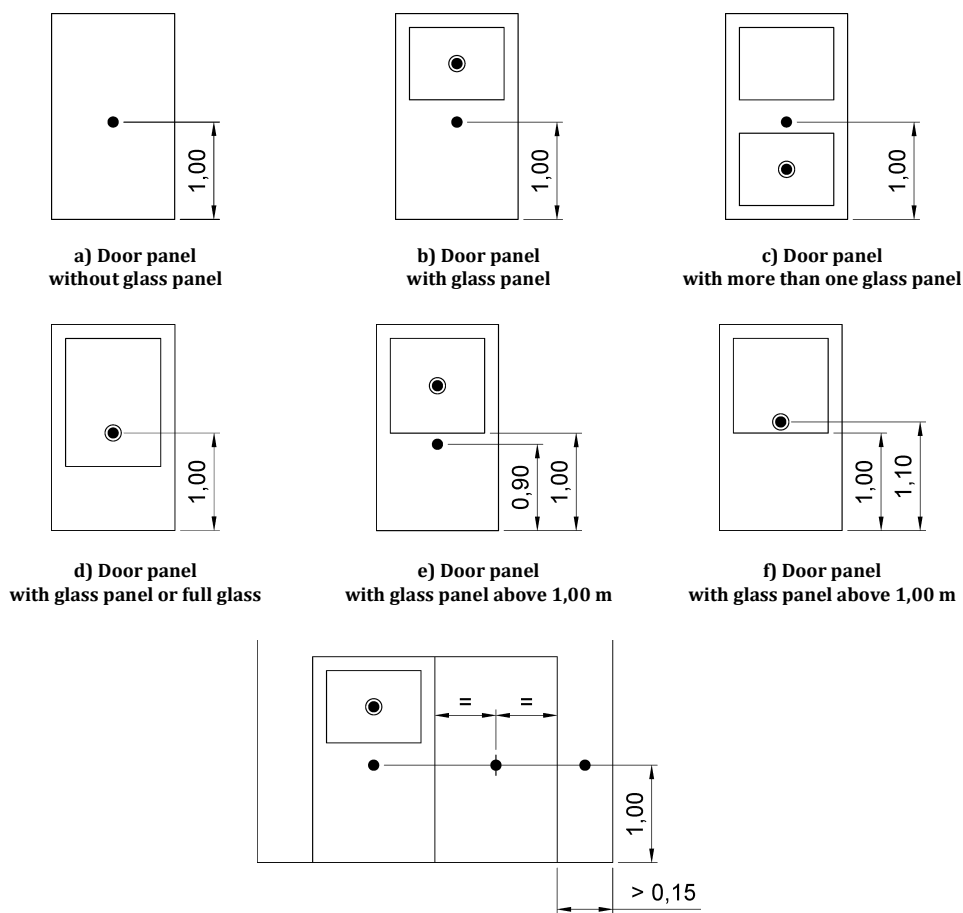 1,00
1,00
1,00
a) Door panel
without glass panel
b) Door panel
with glass panel
c) Door panel
with more than one glass panel
1,00
0,90
1,00
1,00
1,10
d) Door panel
with glass panel or full glass
e) Door panel
with glass panel above 1,00 m
f) Door panel
with glass panel above 1,00 m
= =
1,00
> 0,15